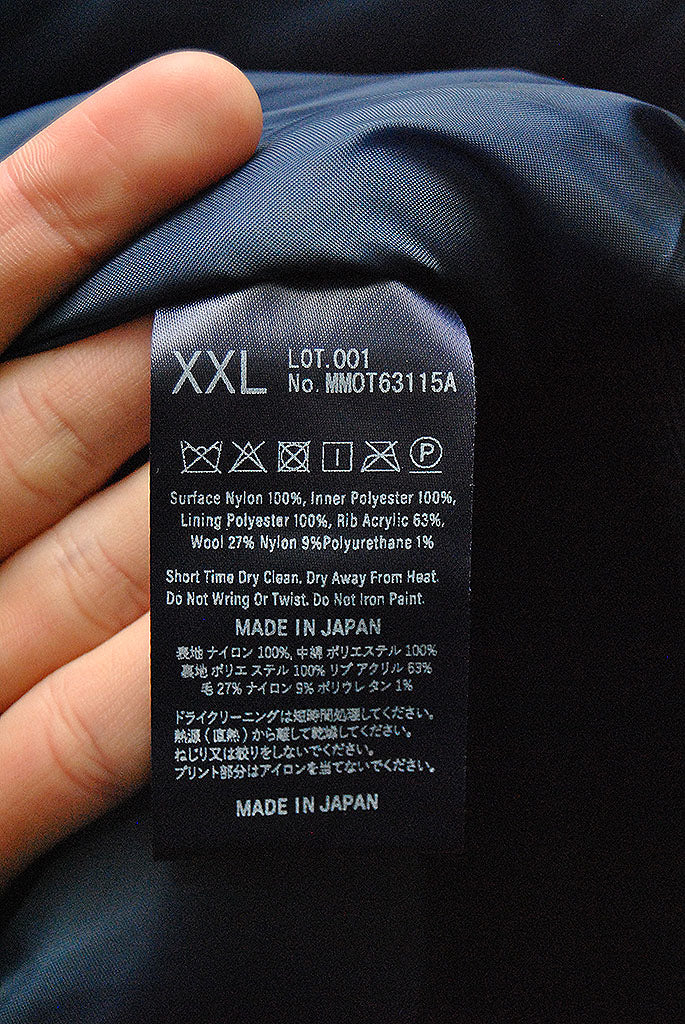 XXL
LOT.001
No. MMOT63115A
P
Surface Nylon 100%, Inner Polyester 100%,
Lining Polyester 100%, Rib Acrylic 63%,
Wool 27% Nylon 9%Polyurethane 1%
Short Time Dry Clean. Dry Away From Heat.
Do Not Wring Or Twist. Do Not Iron Paint.
MADE IN JAPAN
表地 ナイロン 100%, 中綿 ポリエステル 100%
裏地 ポリエステル 100% リブ アクリル 63%
毛 27% ナイロン 9% ポリウレタン 1%
ドライクリーニングは短時間処理してください。
熱源(直熱)から離して乾燥してください。
ねじり又は絞りをしないでください。
プリント部分はアイロンを当てないでください。
MADE IN JAPAN